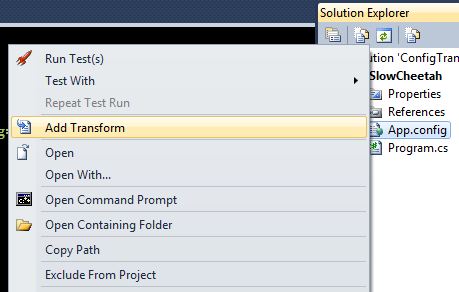 Solution Explorer
ution 'ConfigTran
SlowCheetah
Properties
References
App.config
Program.cs
Run Test(s)
Test With
Repeat Test Run
Add Transform
Open
Open With...
Open Command Prompt
Open Containing Folder
Copy Path
Exclude From Project